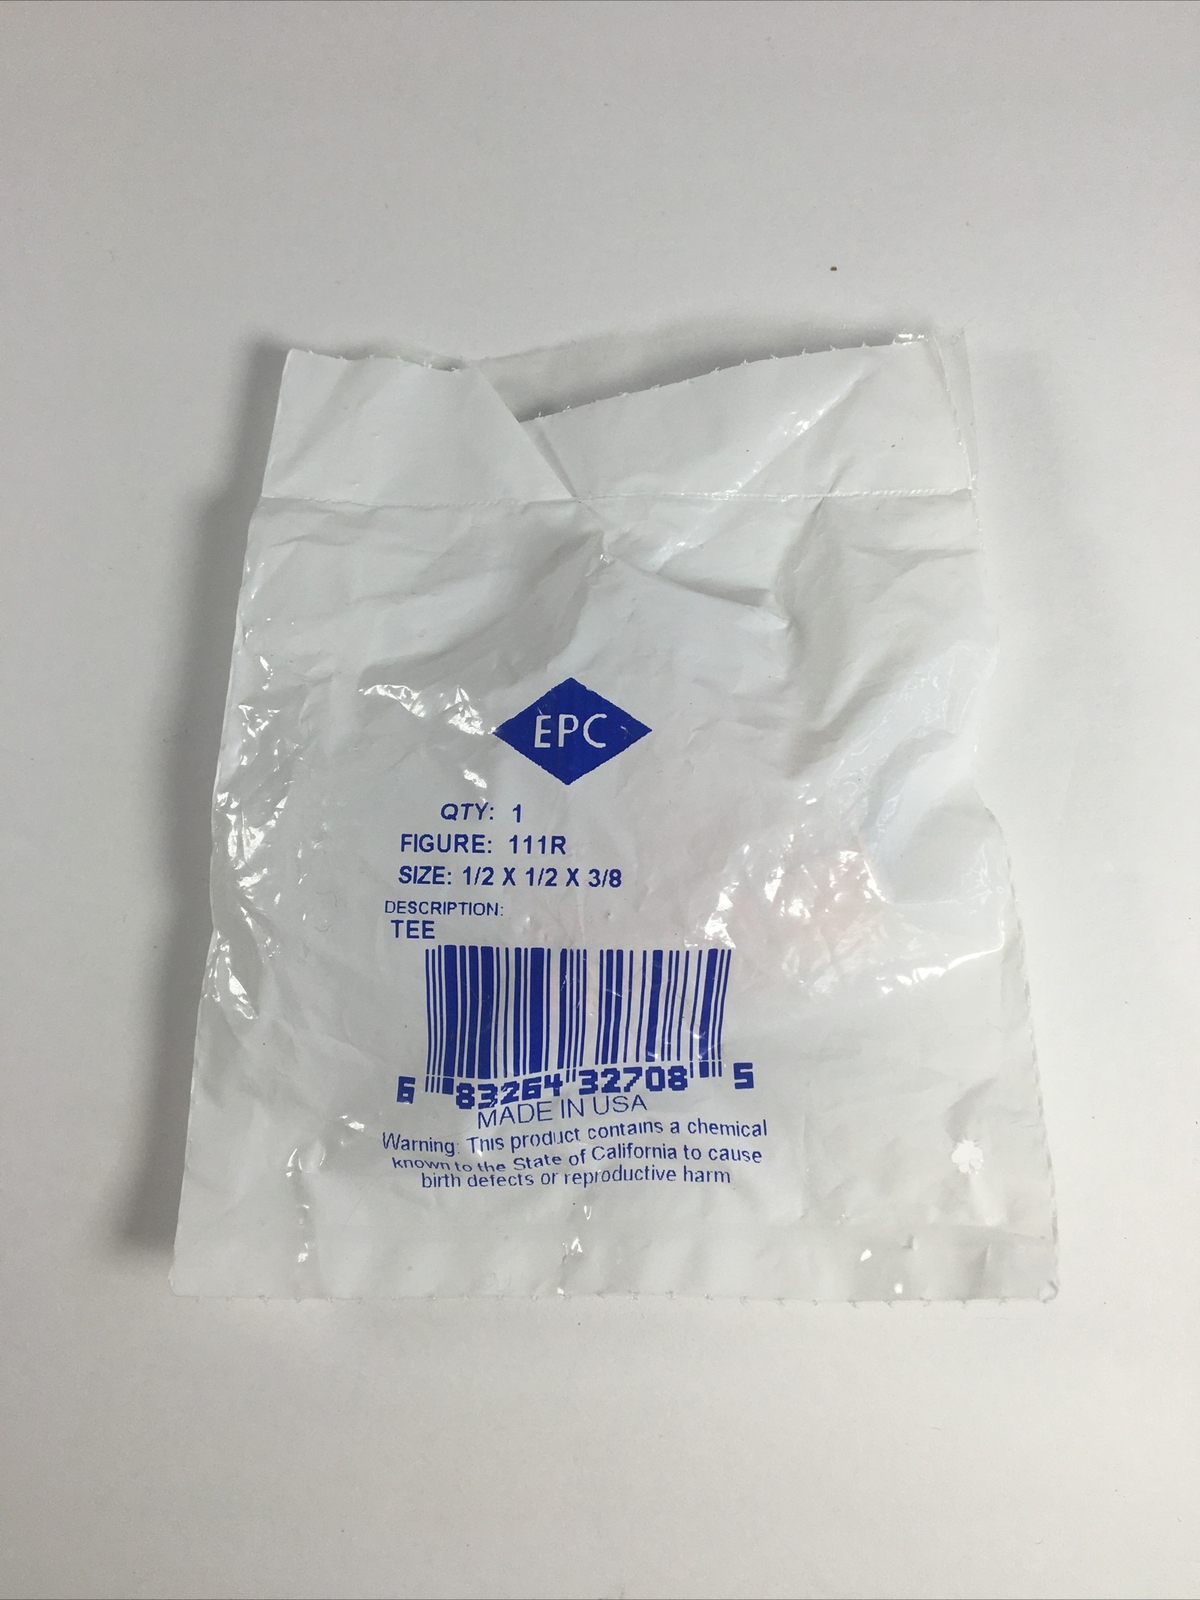 EPC
QTY: 1
FIGURE: 111R
SIZE: 1/2 X 1/2 X 3/8
DESCRIPTION:
TEE
6 83264 32708 5
MADE IN USA
Warning: This product contains a chemical
known to the State of California to cause
birth defects or reproductive harm